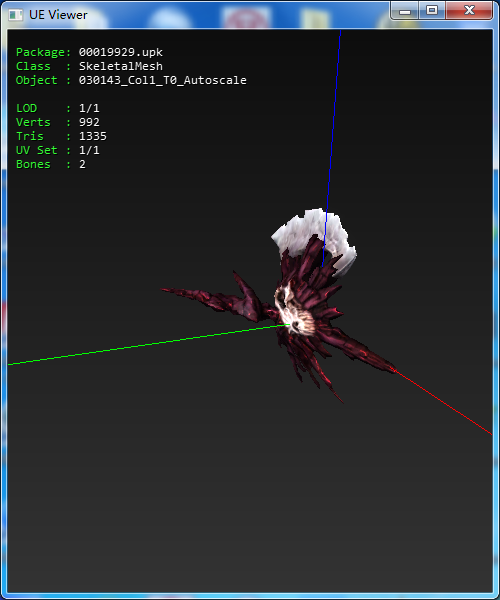 UE Viewer
Package: 00019929.upk
Class : SkeletalMesh
Object : 030143_Col1_T0_Autoscale
LOD : 1/1
Verts : 992
Tris : 1335
UV Set : 1/1
Bones : 2